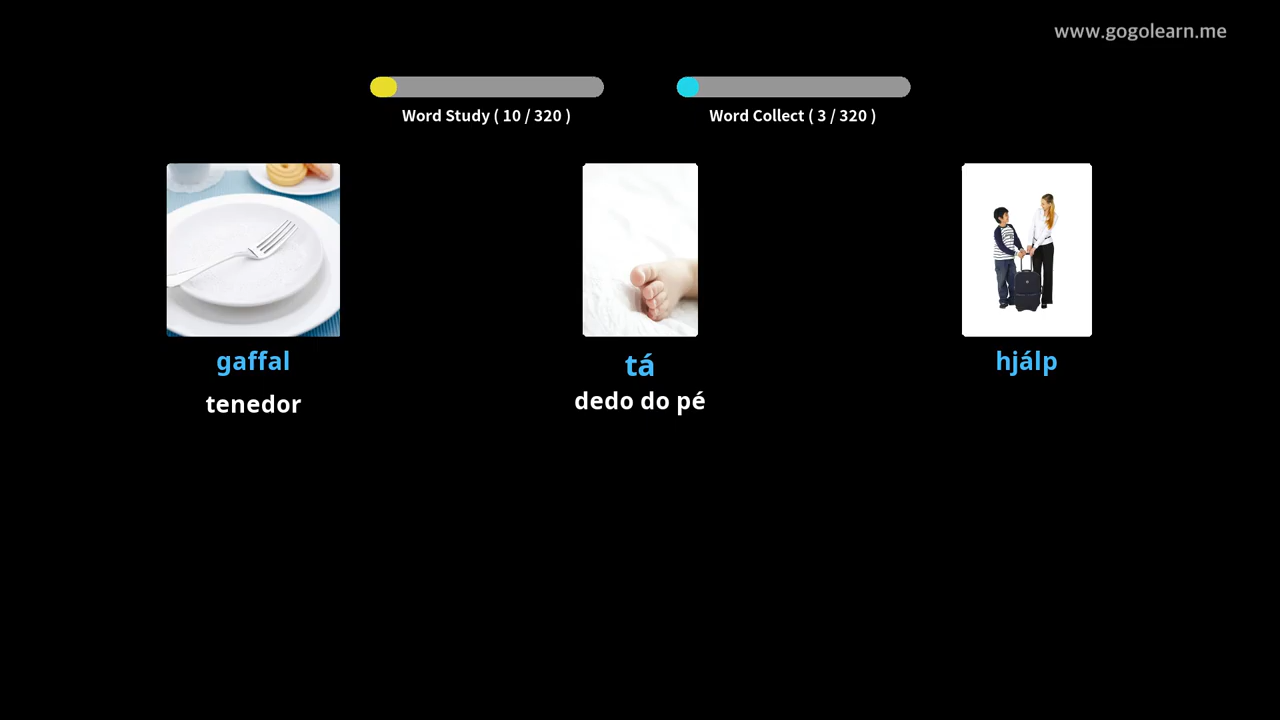 www.gogolearn.me
Word Study ( 10 / 320 )
Word Collect ( 3 / 320 )
gaffal
tenedor
tá
dedo do pé
hjálp